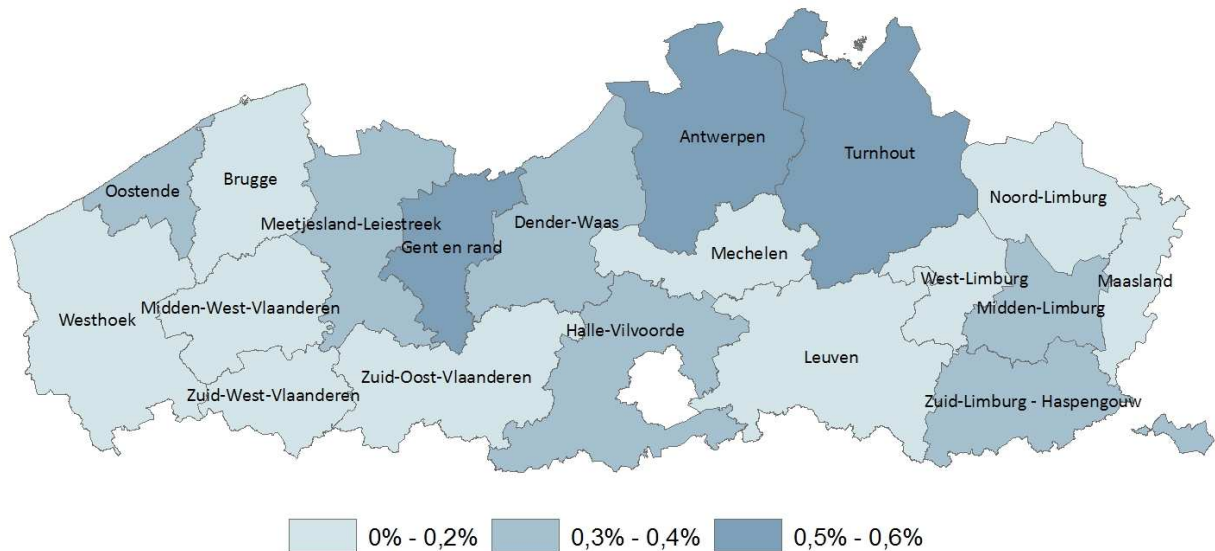 Antwerpen
Turnhout
Brugge
Oostende
Noord-Limburg
Meetjesland-Leiestreek
Dender-Waas
Gent en rand
Mechelen
West-Limburg
Maasland
Midden-West-Vlaanderen
Midden-Limburg
Westhoek
Halle-Vilvoorde
Leuven
Zuid-Oost-Vlaanderen
Zuid-West-Vlaanderen
Zuid-Limburg - Haspengouw
0% - 0,2%
0,3% - 0,4%
0,5% - 0,6%